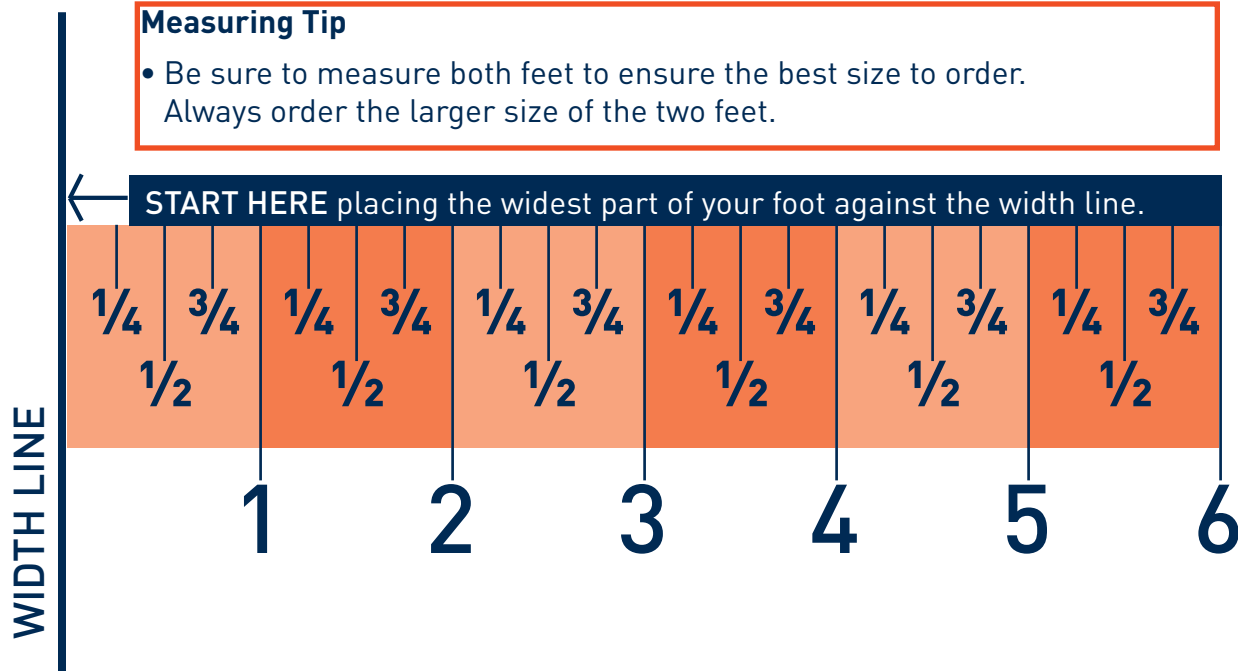 Measuring Tip
• Be sure to measure both feet to ensure the best size to order.
Always order the larger size of the two feet.
START HERE placing the widest part of your foot against the width line.
1/4 3/4 1/4 3/4 1/4 3/4 1/4 3/4 1/4 3/4 1/4 3/4
1/2 1/2 1/2 1/2 1/2 1/2
1 2 3 4 5 6
WIDTH LINE